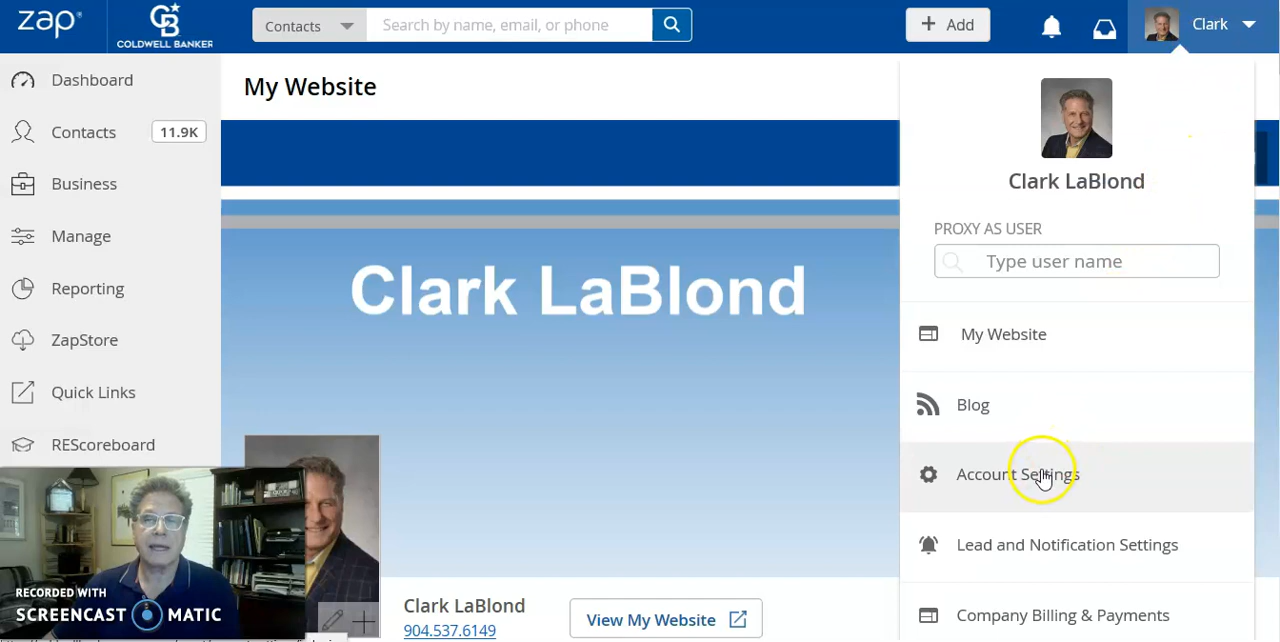 zap
COLDWELL BANKER
Contacts
Search by name, email, or phone
+ Add
Clark
Dashboard
Contacts 11.9K
Business
Manage
Reporting
ZapStore
Quick Links
REScoreboard
My Website
Clark LaBlond
Clark LaBlond
904.537.6149
View My Website
Clark LaBlond
PROXY AS USER
Type user name
My Website
Blog
Account Settings
Lead and Notification Settings
Company Billing & Payments
RECORDED WITH
SCREENCAST MATIC